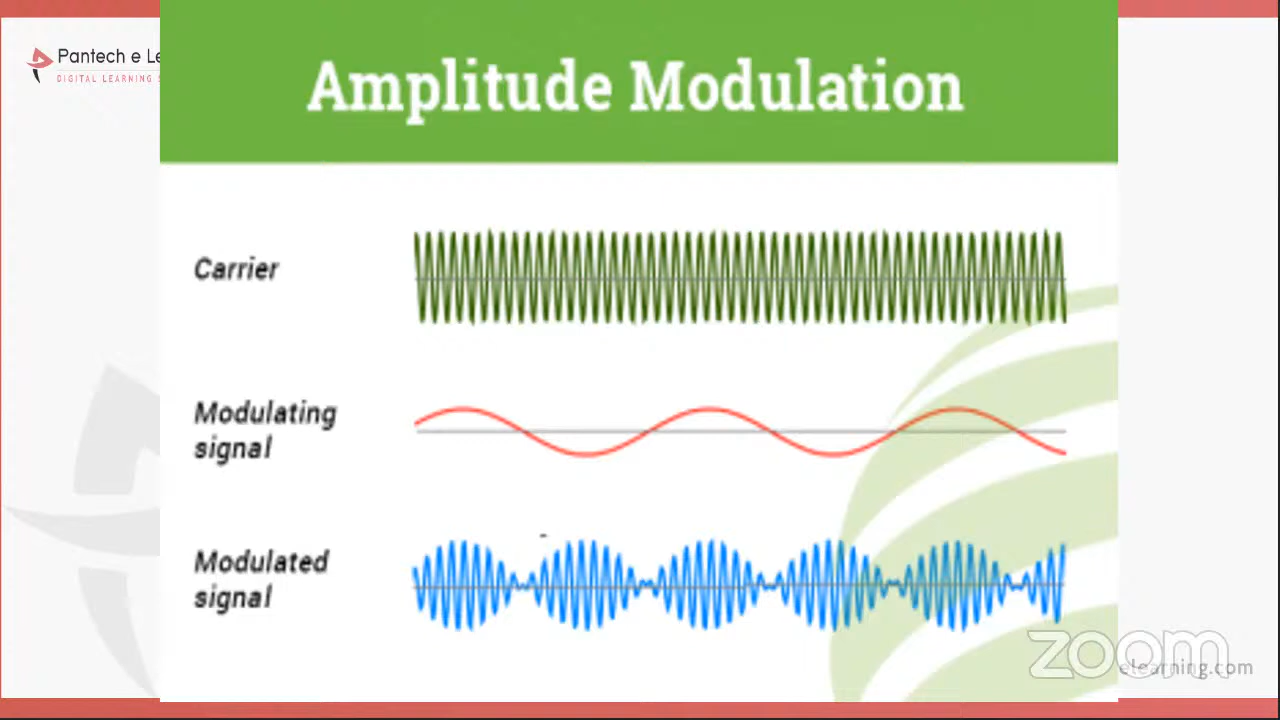 Pantech e Le
DIGITAL LEARNING S
Amplitude Modulation
Carrier
Modulating
signal
Modulated
signal
zoom
elearning.com